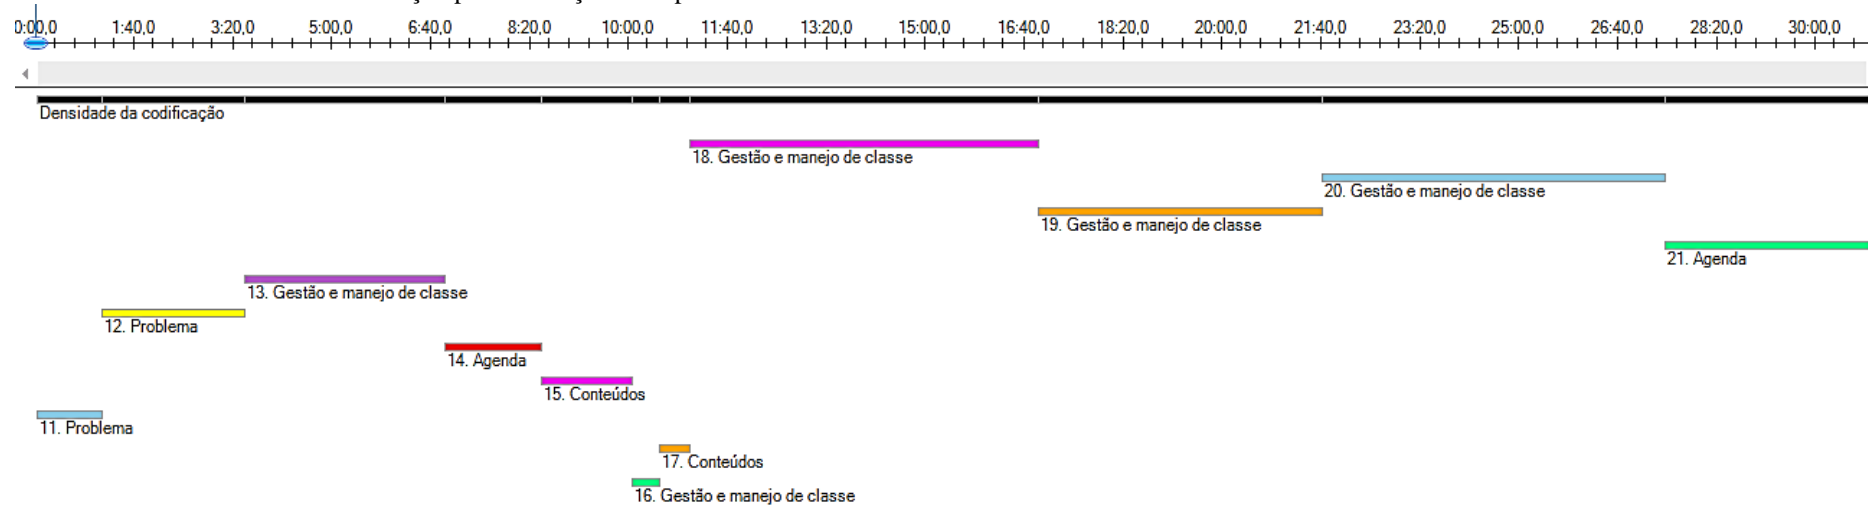 0:00,0 1:40,0 3:20,0 5:00,0 6:40,0 8:20,0 10:00,0 11:40,0 13:20,0 15:00,0 16:40,0 18:20,0 20:00,0 21:40,0 23:20,0 25:00,0 26:40,0 28:20,0 30:00,0
Densidade da codificação
18. Gestão e manejo de classe
20. Gestão e manejo de classe
19. Gestão e manejo de classe
21. Agenda
13. Gestão e manejo de classe
12. Problema
14. Agenda
15. Conteúdos
11. Problema
17. Conteúdos
16. Gestão e manejo de classe